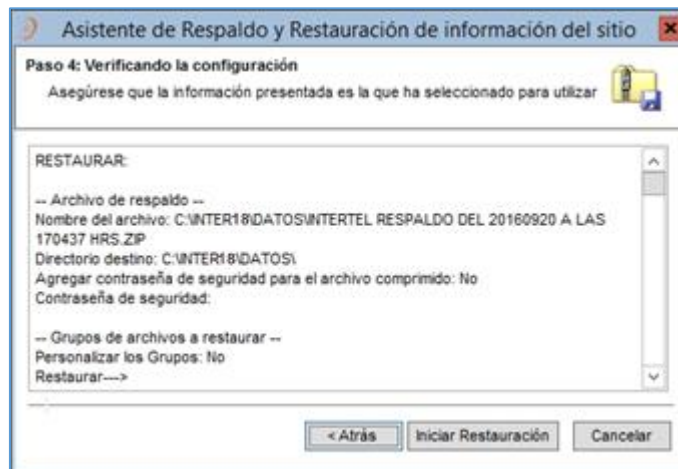 Asistente de Respaldo y Restauración de información del sitio
Paso 4: Verificando la configuración
Asegúrese que la información presentada es la que ha seleccionado para utilizar
RESTAURAR:
-- Archivo de respaldo --
Nombre del archivo: C:\INTER18\DATOS\INTERTEL RESPALDO DEL 20160920 A LAS
170437 HRS.ZIP
Directorio destino: C:\INTER18\DATOS\
Agregar contraseña de seguridad para el archivo comprimido: No
Contraseña de seguridad:
-- Grupos de archivos a restaurar --
Personalizar los Grupos: No
Restaurar--->
< Atrás
Iniciar Restauración
Cancelar